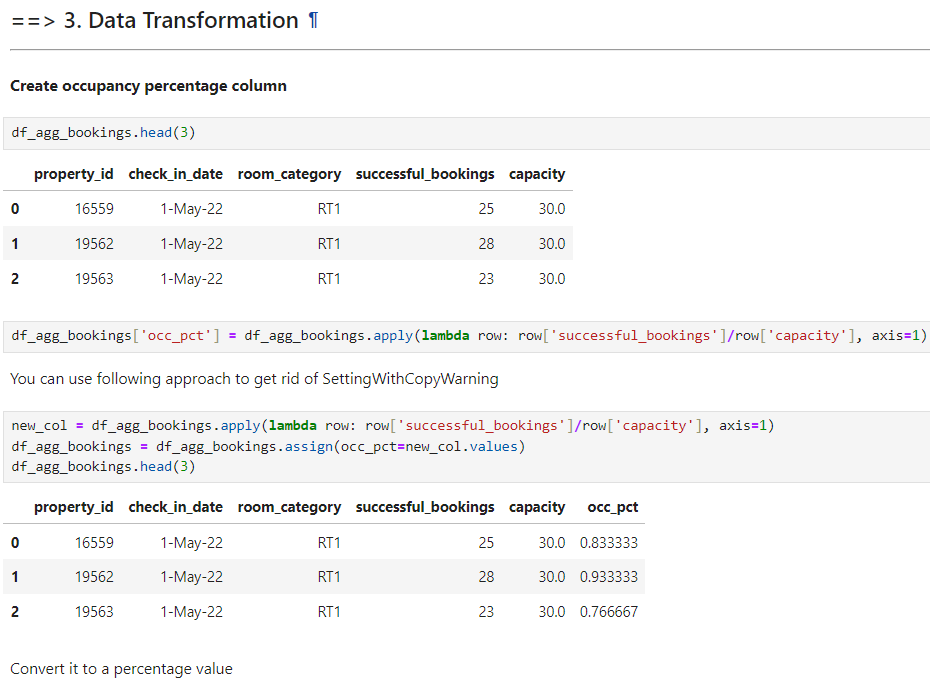 ==> 3. Data Transformation ¶
Create occupancy percentage column
df_agg_bookings.head(3)
property_id check_in_date room_category successful_bookings capacity
0 16559 1-May-22 RT1 25 30.0
1 19562 1-May-22 RT1 28 30.0
2 19563 1-May-22 RT1 23 30.0
df_agg_bookings['occ_pct'] = df_agg_bookings.apply(lambda row: row['successful_bookings']/row['capacity'], axis=1)
You can use following approach to get rid of SettingWithCopyWarning
new_col = df_agg_bookings.apply(lambda row: row['successful_bookings']/row['capacity'], axis=1)
df_agg_bookings = df_agg_bookings.assign(occ_pct=new_col.values)
df_agg_bookings.head(3)
property_id check_in_date room_category successful_bookings capacity occ_pct
0 16559 1-May-22 RT1 25 30.0 0.833333
1 19562 1-May-22 RT1 28 30.0 0.933333
2 19563 1-May-22 RT1 23 30.0 0.766667
Convert it to a percentage value